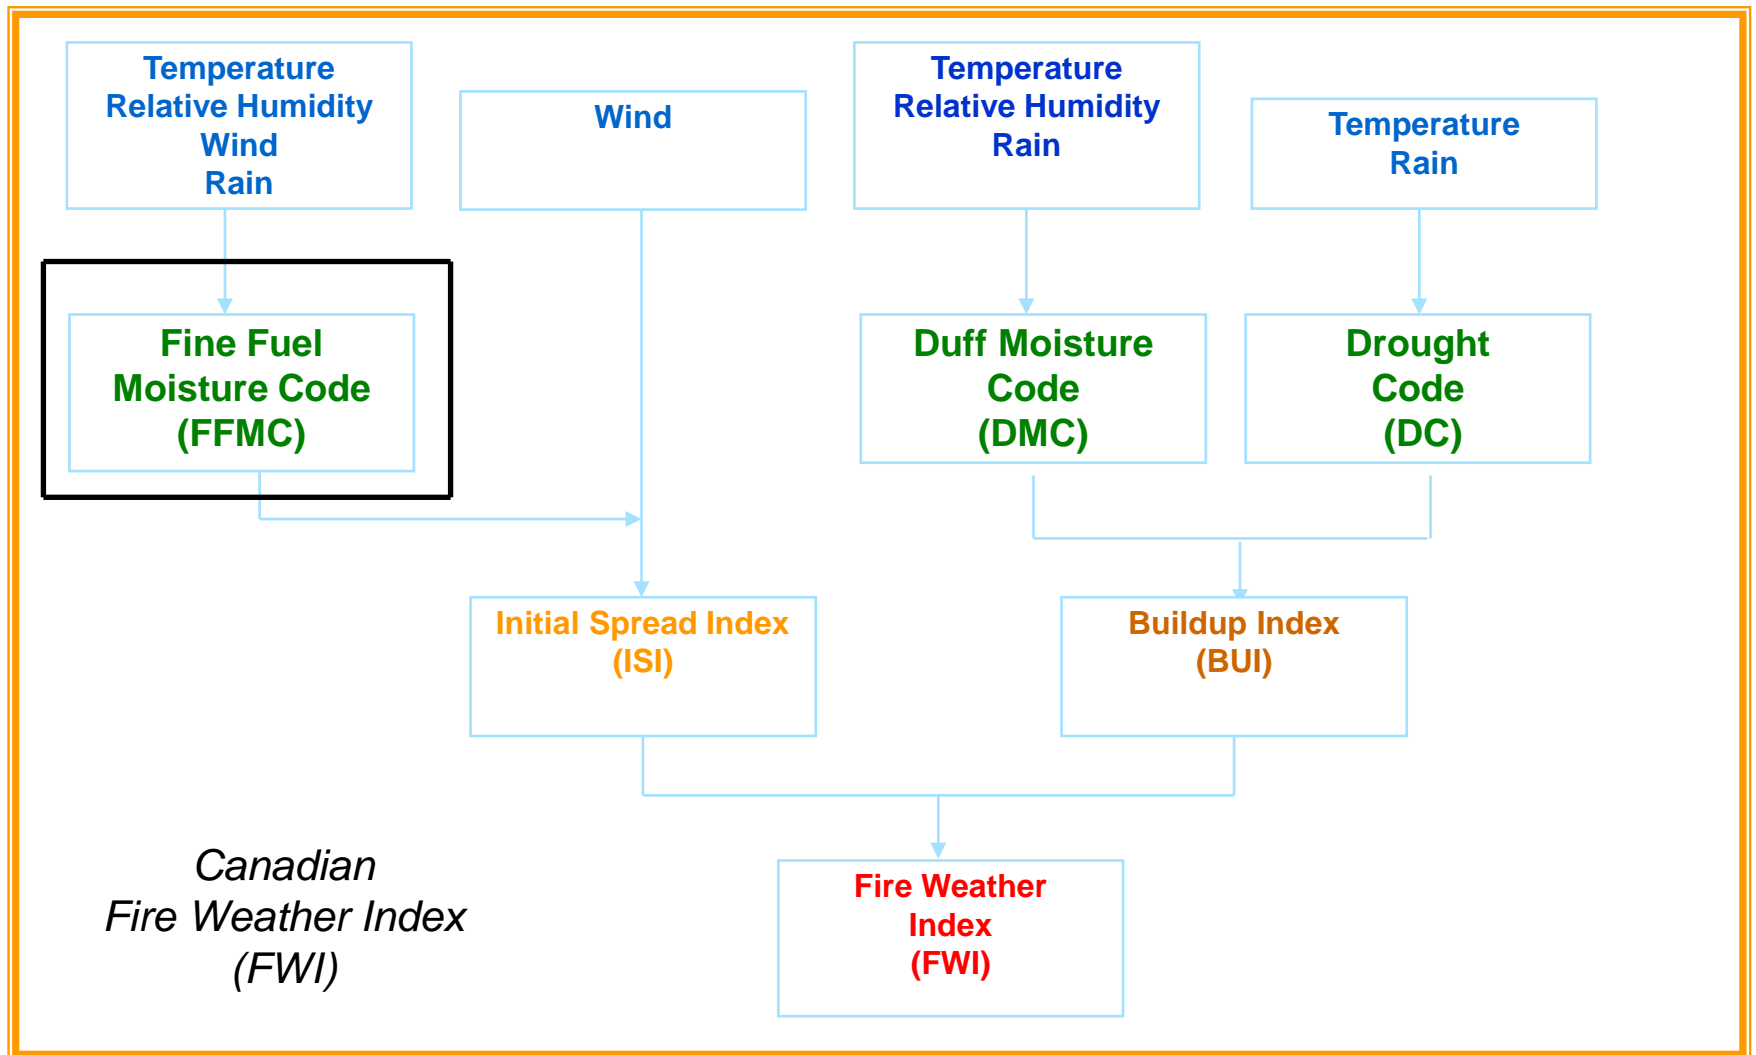 Temperature
Relative Humidity
Wind
Rain
Wind
Temperature
Relative Humidity
Rain
Temperature
Rain
Fine Fuel
Moisture Code
(FFMC)
Duff Moisture
Code
(DMC)
Drought
Code
(DC)
Initial Spread Index
(ISI)
Buildup Index
(BUI)
Canadian
Fire Weather Index
(FWI)
Fire Weather
Index
(FWI)